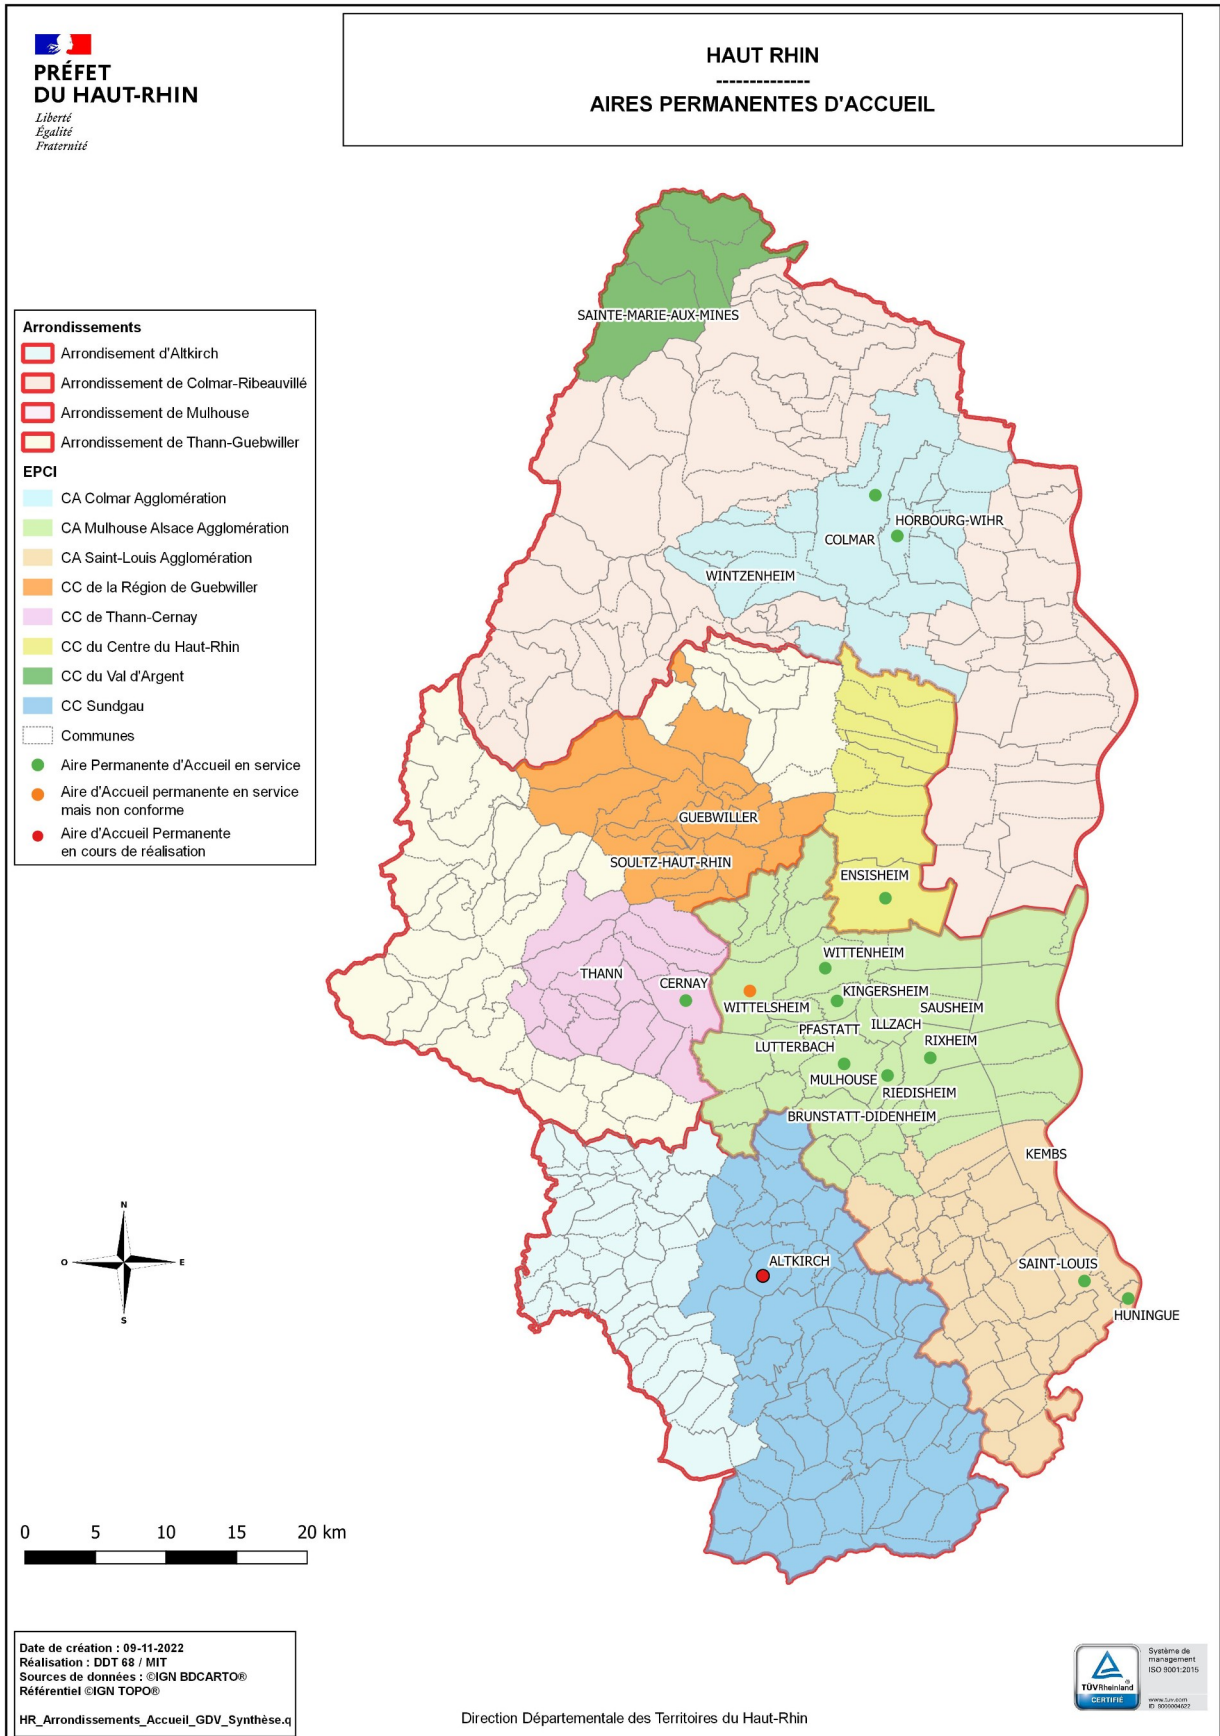 PRÉFET
DU HAUT-RHIN
Liberté
Égalité
Fraternité
HAUT RHIN
--------------
AIRES PERMANENTES D'ACCUEIL
Arrondissements
Arrondisement d'Altkirch
Arrondissement de Colmar-Ribeauvillé
Arrondissement de Mulhouse
Arrondissement de Thann-Guebwiller
EPCI
CA Colmar Agglomération
CA Mulhouse Alsace Agglomération
CA Saint-Louis Agglomération
CC de la Région de Guebwiller
CC de Thann-Cernay
CC du Centre du Haut-Rhin
CC du Val d'Argent
CC Sundgau
Communes
Aire Permanente d'Accueil en service
Aire d'Accueil permanente en service
mais non conforme
Aire d'Accueil Permanente
en cours de réalisation
SAINTE-MARIE-AUX-MINES
HORBOURG-WIHR
COLMAR
WINTZENHEIM
GUEBWILLER
SOULTZ-HAUT-RHIN
ENSISHEIM
WITTENHEIM
THANN
CERNAY
KINGERSHEIM
WITTELSHEIM
SAUSHEIM
ILLZACH
PFASTATT
RIXHEIM
LUTTERBACH
MULHOUSE
RIEDISHEIM
BRUNSTATT-DIDENHEIM
KEMBS
ALTKIRCH
SAINT-LOUIS
HUNINGUE
N
O
E
S
0 5 10 15 20 km
Date de création : 09-11-2022
Réalisation : DDT 68 / MIT
Sources de données : ©IGN BDCARTO®
Référentiel ©IGN TOPO®
HR_Arrondissements_Accueil_GDV_Synthèse.q
Direction Départementale des Territoires du Haut-Rhin
TÜVRheinland
CERTIFIÉ
Système de
management
ISO 9001:2015
www.tuv.com
ID 9000004622